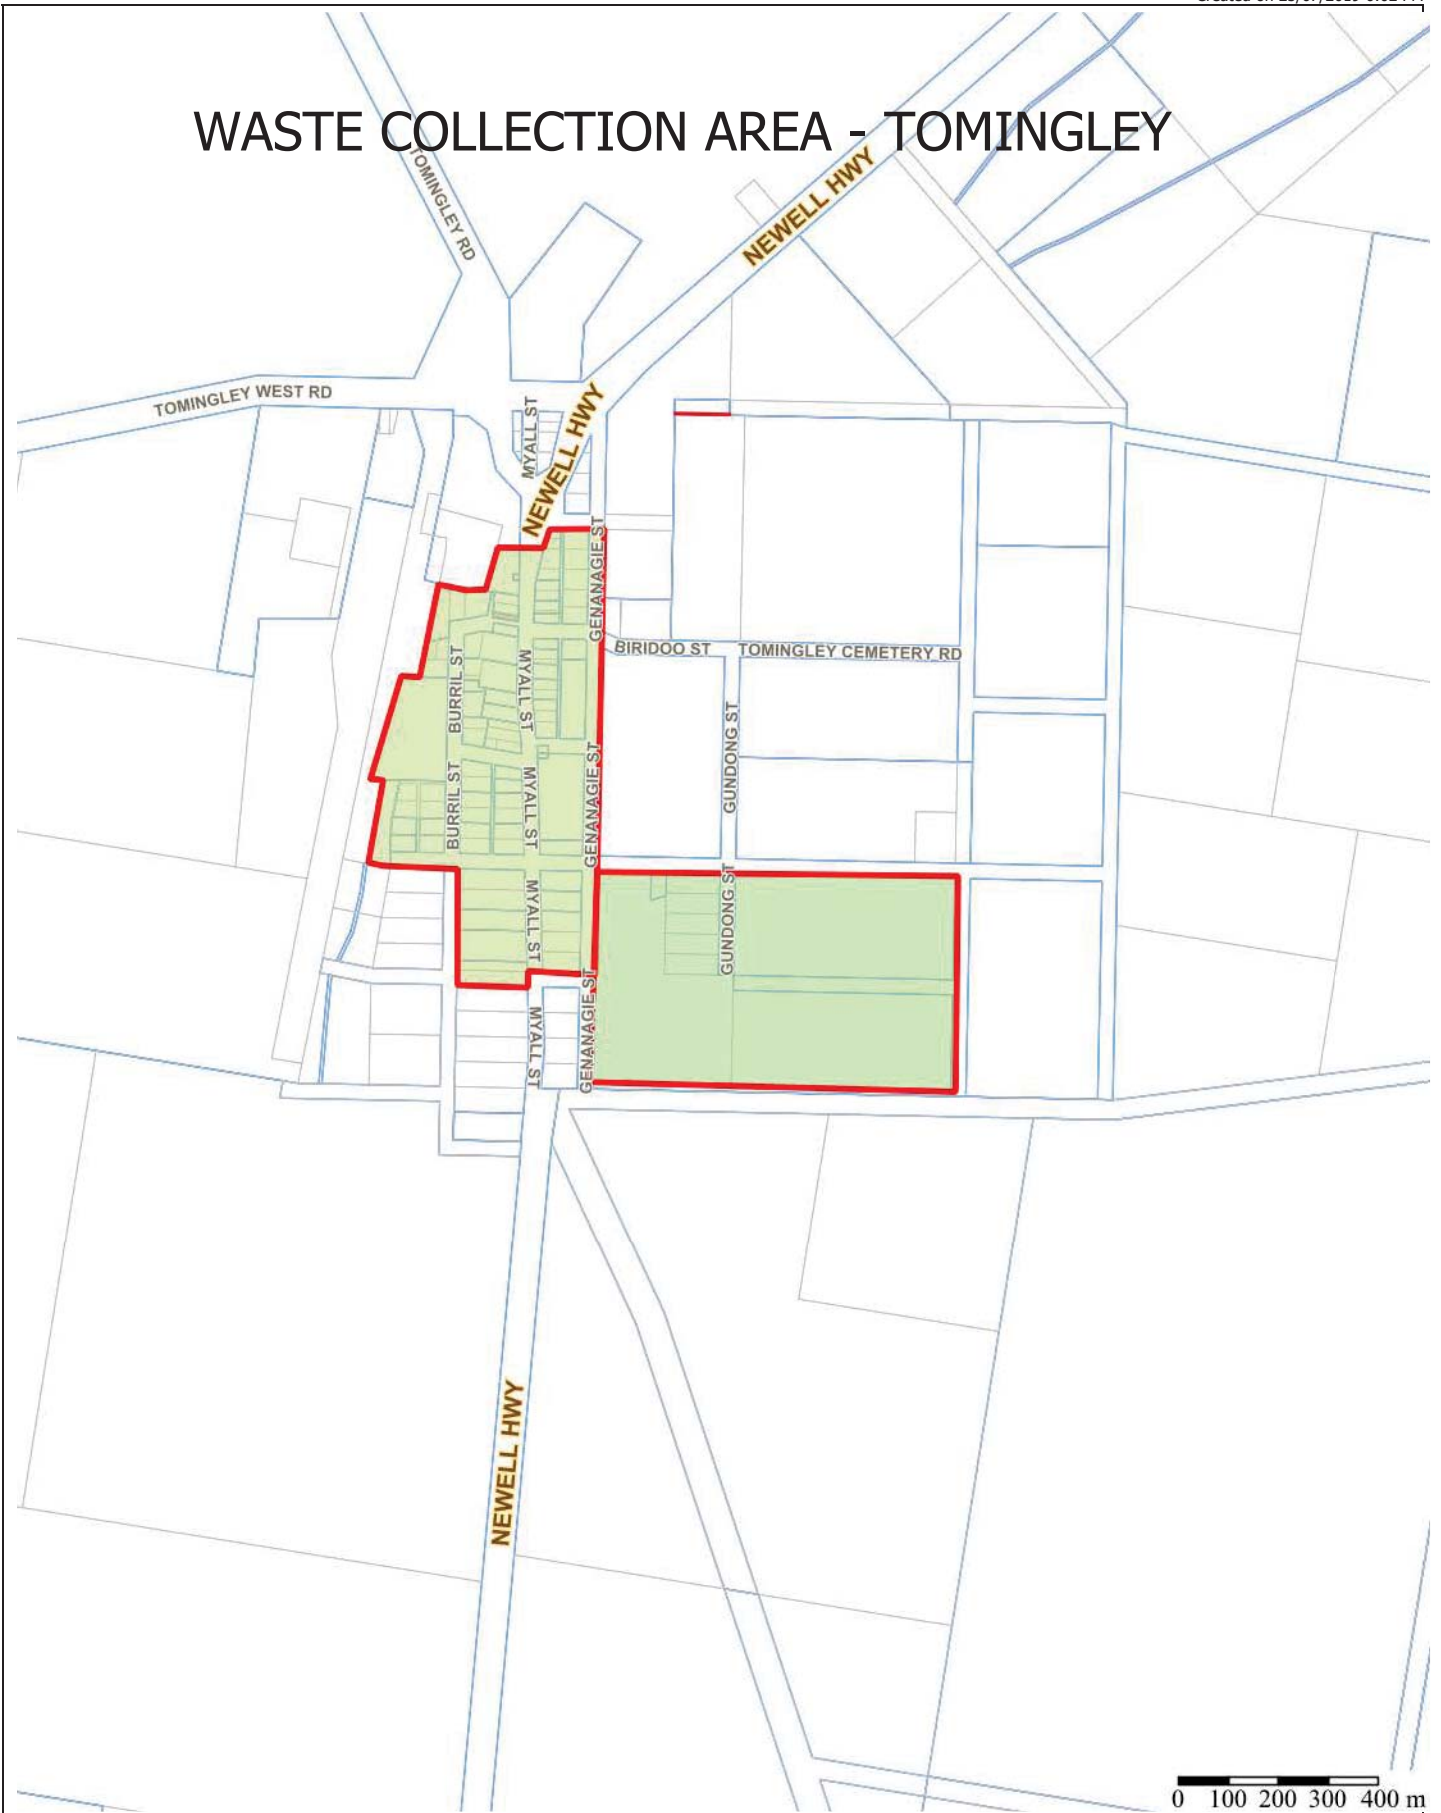 WASTE COLLECTION AREA - TOMINGLEY
TOMINGLEY RD
NEWELL HWY
TOMINGLEY WEST RD
MYALL ST
NEWELL HWY
GENANAGIE ST
BIRIDOO ST
TOMINGLEY CEMETERY RD
BURRIL ST
MYALL ST
GUNDONG ST
BURRIL ST
MYALL ST
GENANAGIE ST
MYALL ST
GUNDONG ST
MYALL ST
GENANAGIE ST
NEWELL HWY
0 100 200 300 400 m